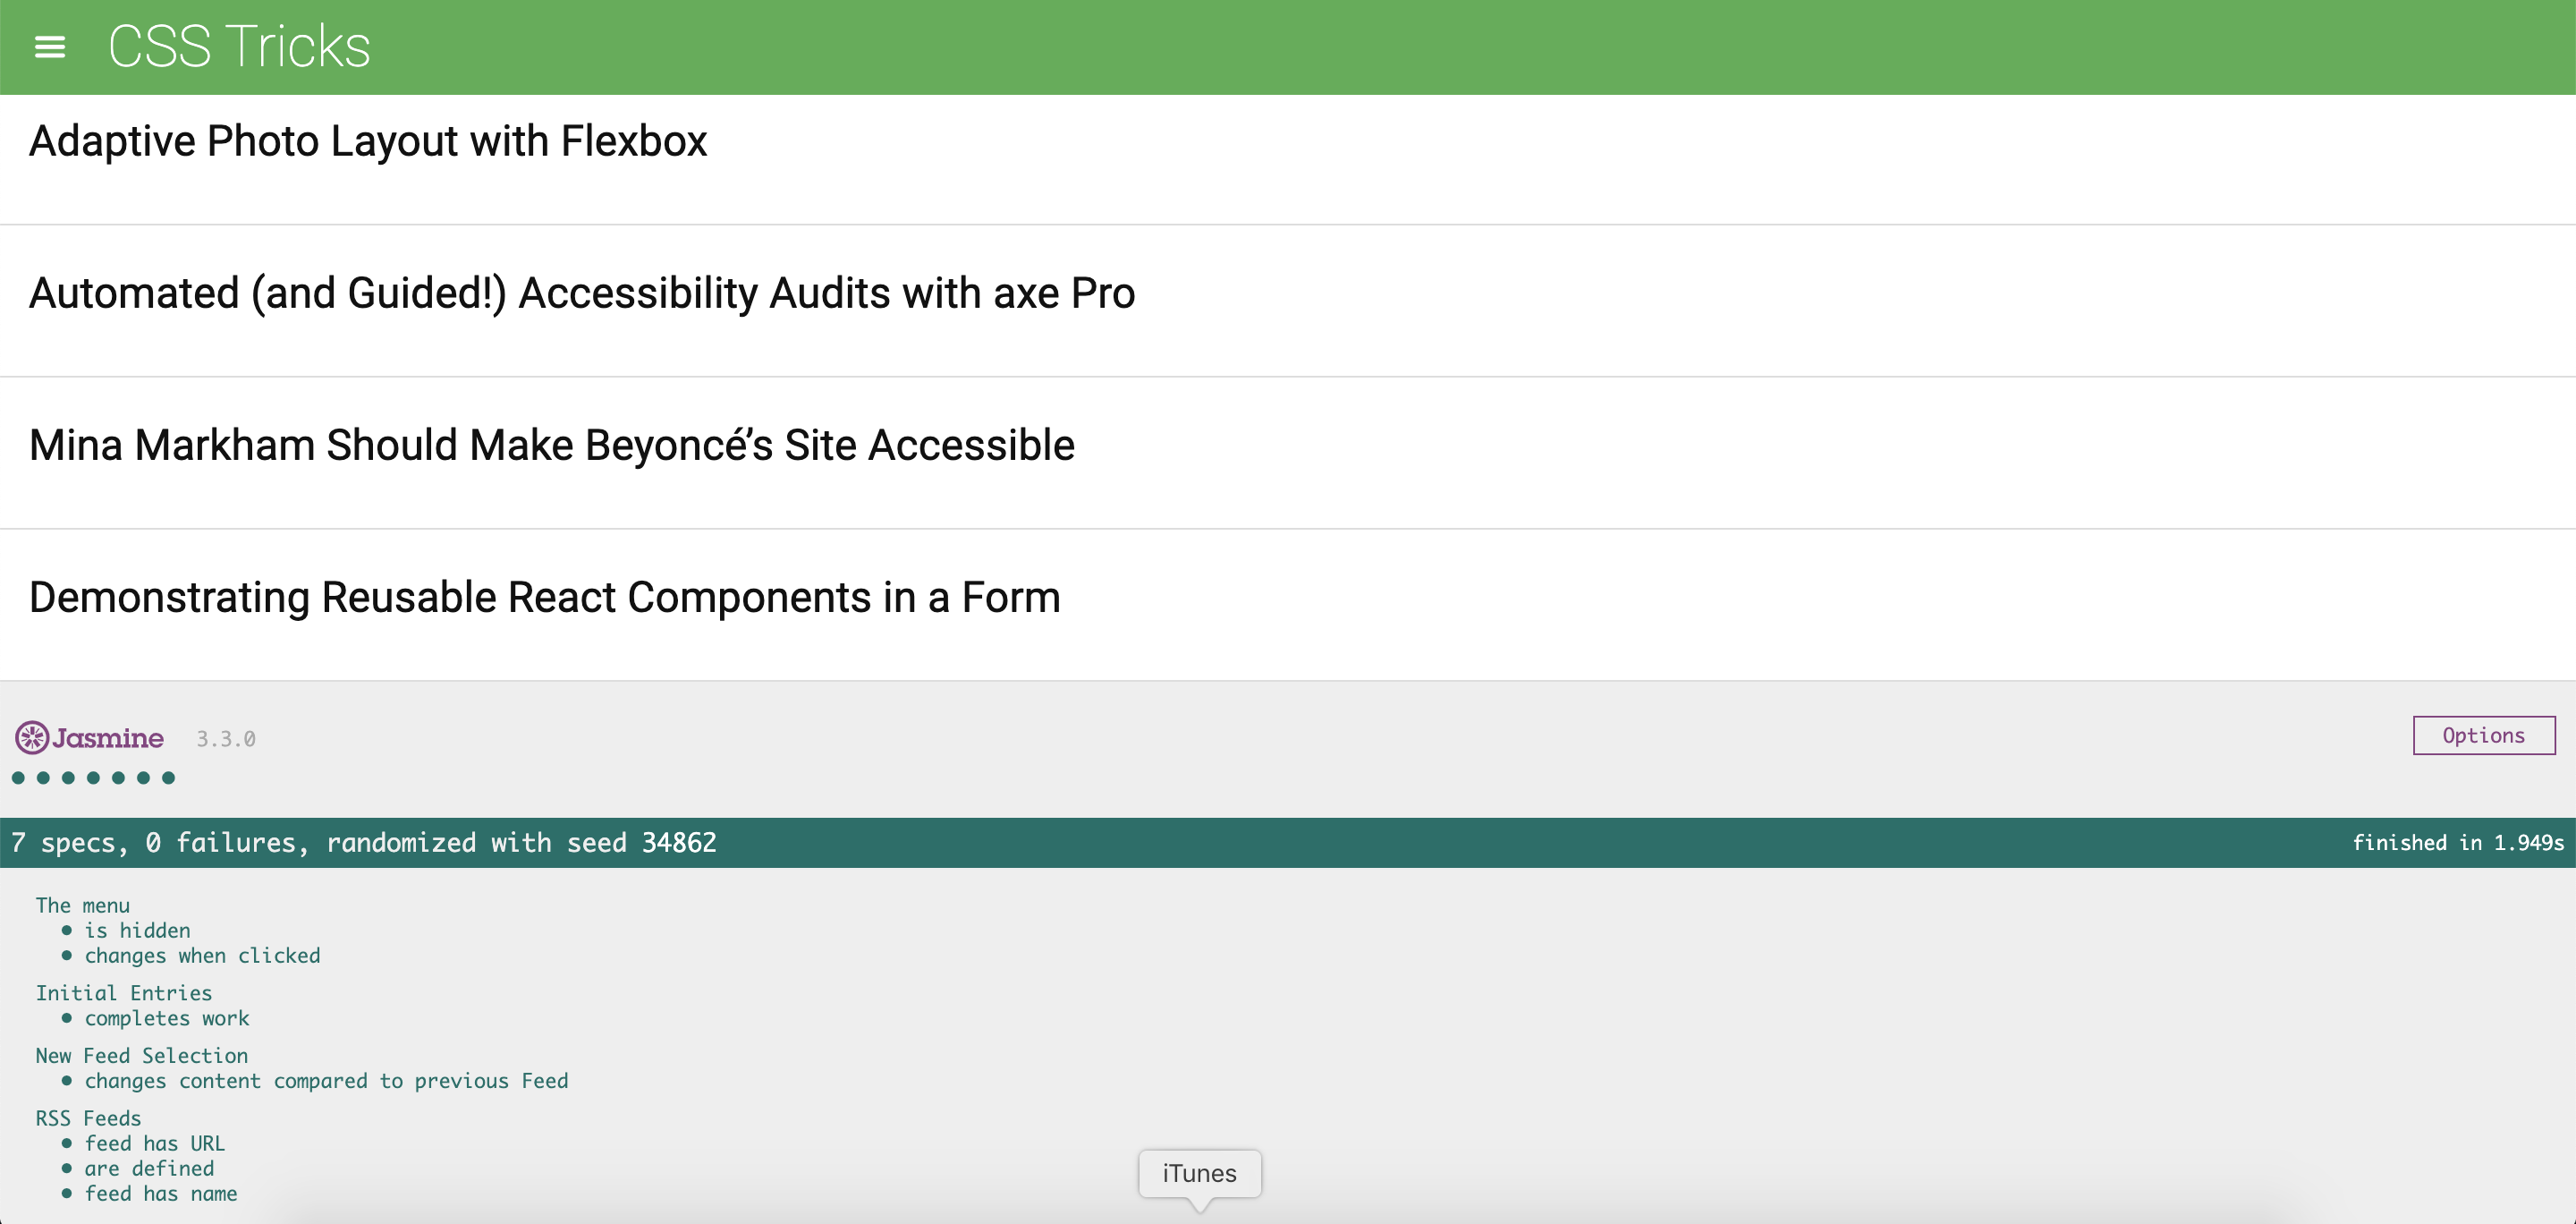 CSS Tricks
Adaptive Photo Layout with Flexbox
Automated (and Guided!) Accessibility Audits with axe Pro
Mina Markham Should Make Beyoncé’s Site Accessible
Demonstrating Reusable React Components in a Form
Jasmine 3.3.0
Options
7 specs, 0 failures, randomized with seed 34862
finished in 1.949s
The menu
• is hidden
• changes when clicked
Initial Entries
• completes work
New Feed Selection
• changes content compared to previous Feed
RSS Feeds
• feed has URL
• are defined
• feed has name
iTunes